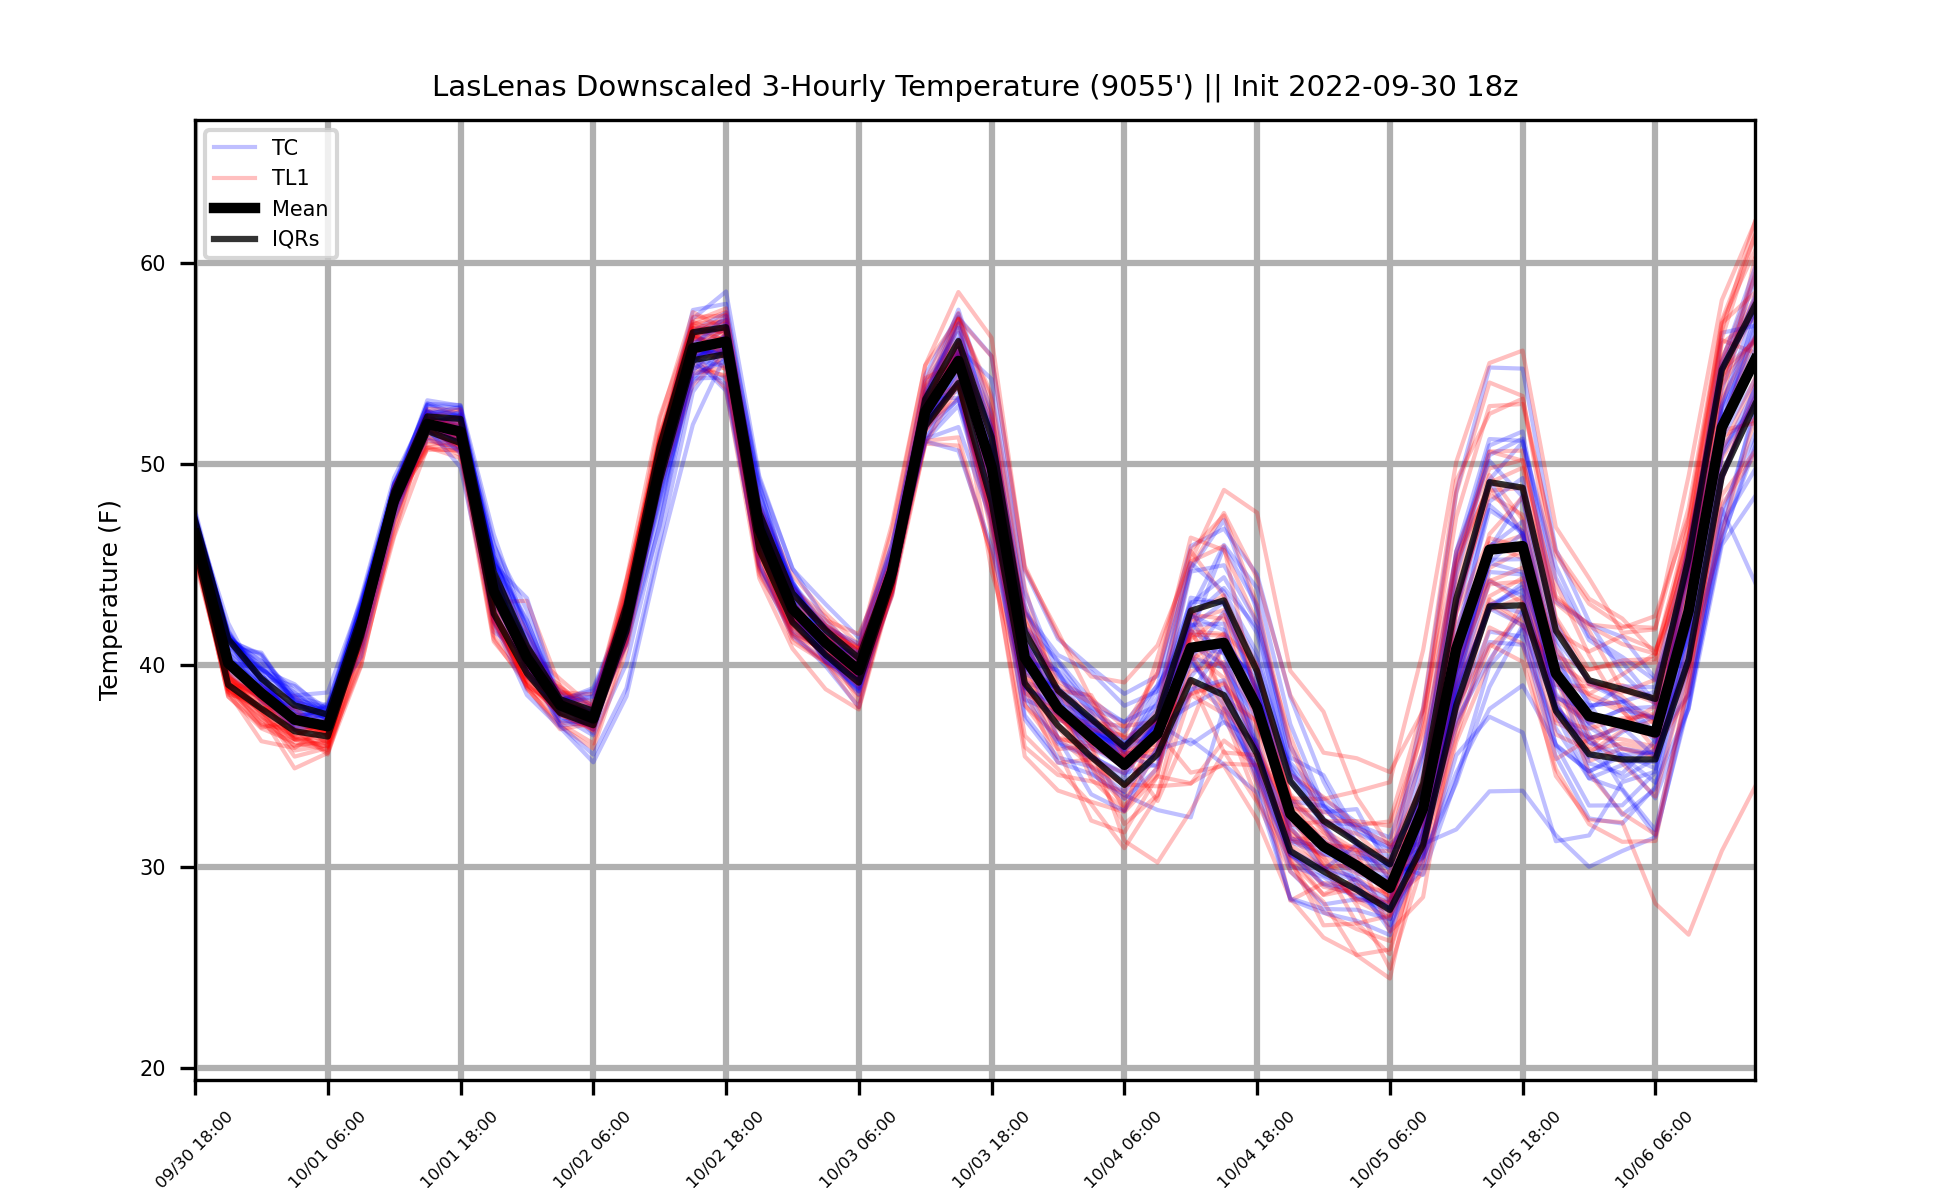 LasLenas Downscaled 3-Hourly Temperature (9055') || Init 2022-09-30 18z
TC
TL1
Mean
IQRs
Temperature (F)
60
50
40
30
20
09/30 18:00
10/01 06:00
10/01 18:00
10/02 06:00
10/02 18:00
10/03 06:00
10/03 18:00
10/04 06:00
10/04 18:00
10/05 06:00
10/05 18:00
10/06 06:00